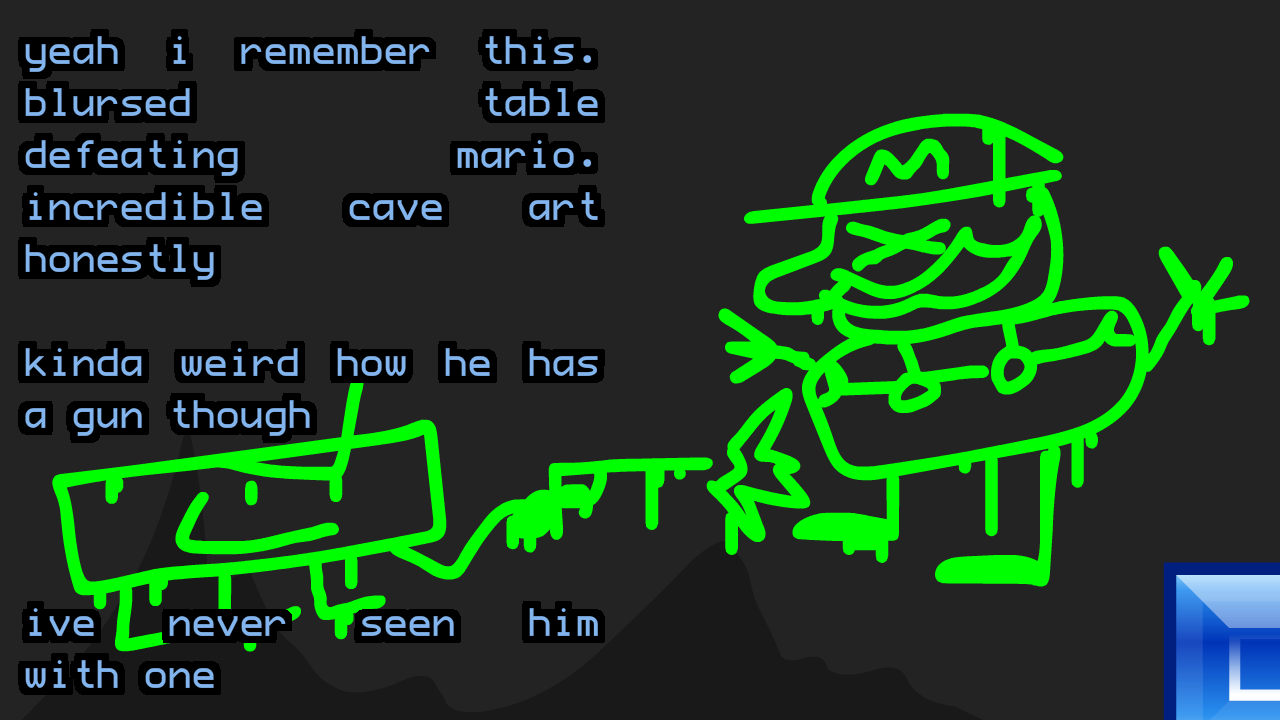 yeah i remember this.
blursed table
defeating mario.
incredible cave art
honestly
kinda weird how he has
a gun though
ive never seen him
with one
M